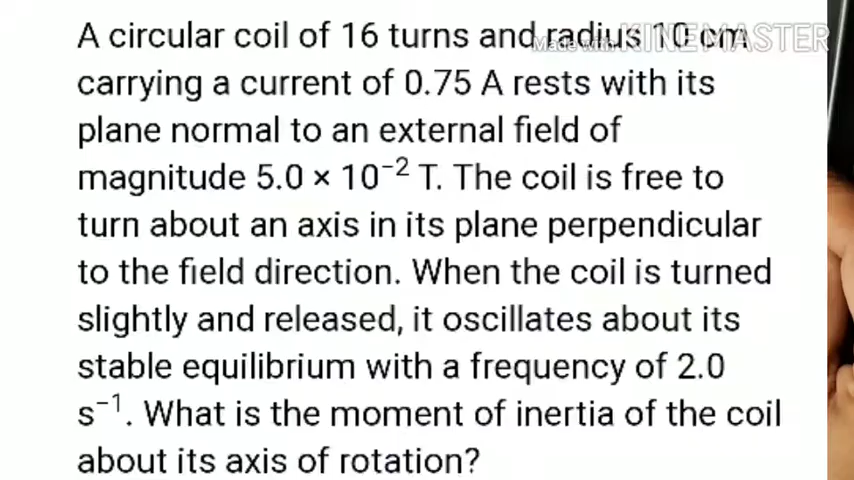 A circular coil of 16 turns and radius 10 cm
Made with KINEMASTER
carrying a current of 0.75 A rests with its
plane normal to an external field of
magnitude 5.0 × 10⁻² T. The coil is free to
turn about an axis in its plane perpendicular
to the field direction. When the coil is turned
slightly and released, it oscillates about its
stable equilibrium with a frequency of 2.0
s⁻¹. What is the moment of inertia of the coil
about its axis of rotation?